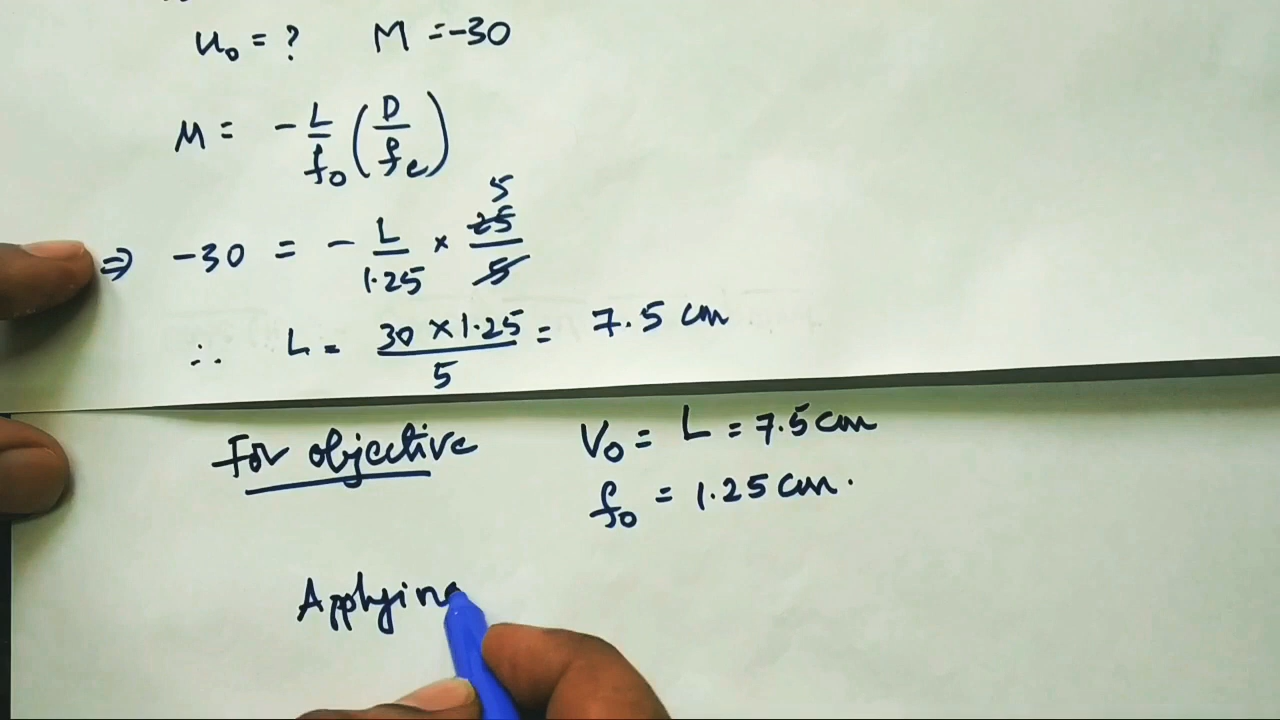 u₀ = ? M = -30
M = - L/f₀ (D/fₑ)
⇒ -30 = - L/1.25 × 25/5 5
∴ L = 30 × 1.25/5 = 7.5 cm
For objective V₀ = L = 7.5 cm
f₀ = 1.25 cm.
Applying